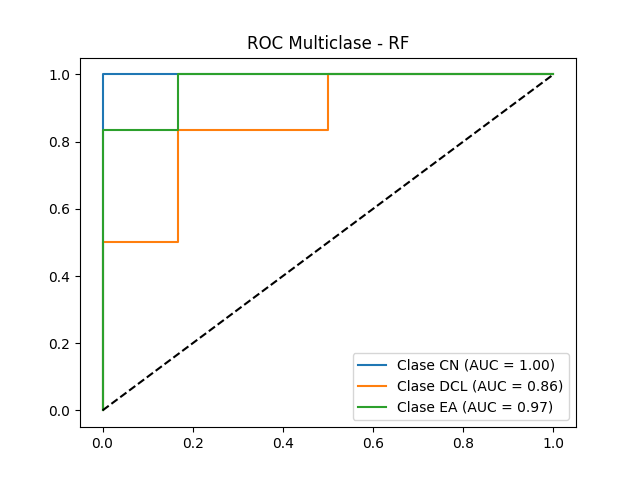 ROC Multiclase - RF
1.0
0.8
0.6
0.4
0.2
0.0
0.0 0.2 0.4 0.6 0.8 1.0
Clase CN (AUC = 1.00)
Clase DCL (AUC = 0.86)
Clase EA (AUC = 0.97)